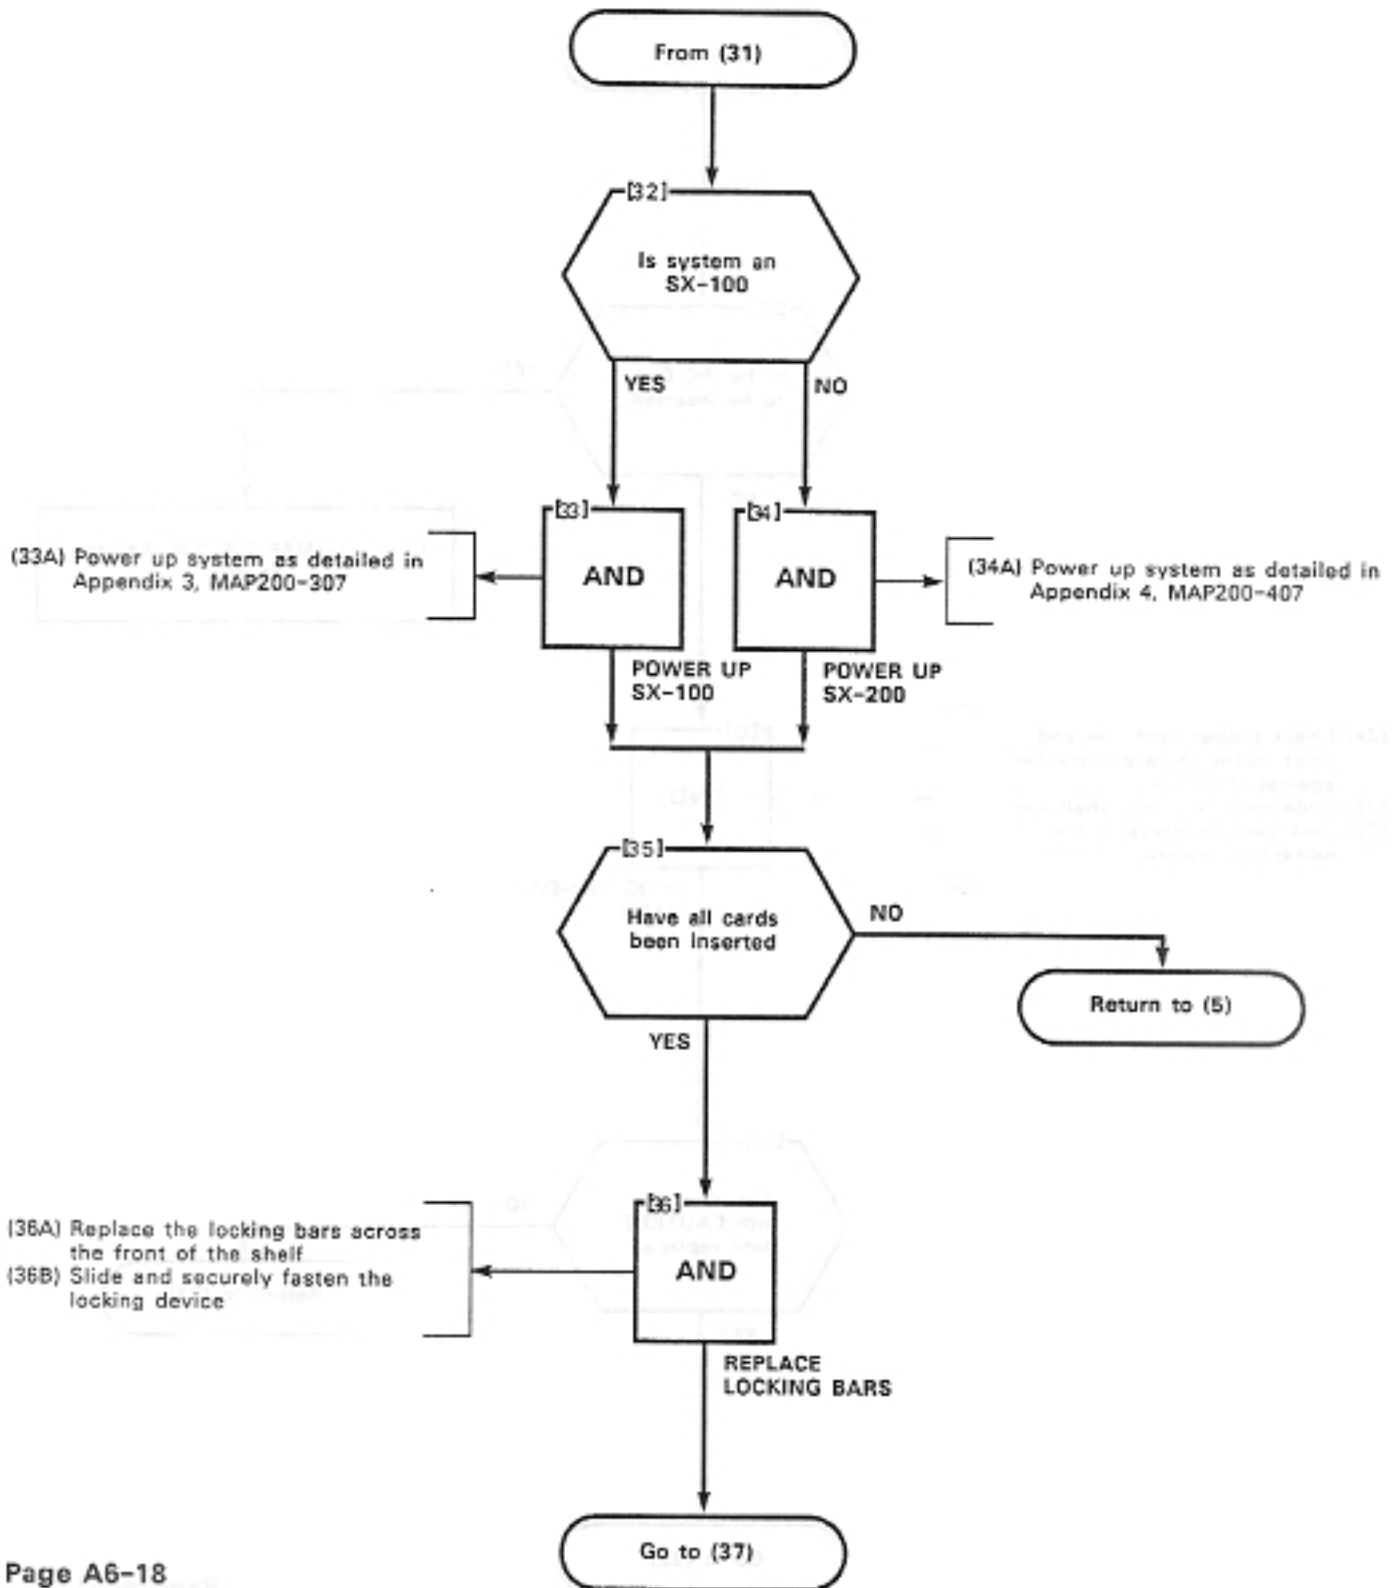 From (31)
[32]
Is system an
SX-100
YES
NO
[33]
AND
[34]
AND
(33A) Power up system as detailed in
Appendix 3, MAP200-307
(34A) Power up system as detailed in
Appendix 4, MAP200-407
POWER UP
SX-100
POWER UP
SX-200
[35]
Have all cards
been inserted
NO
Return to (5)
YES
[36]
AND
(36A) Replace the locking bars across
the front of the shelf
(36B) Slide and securely fasten the
locking device
REPLACE
LOCKING BARS
Go to (37)
Page A6-18